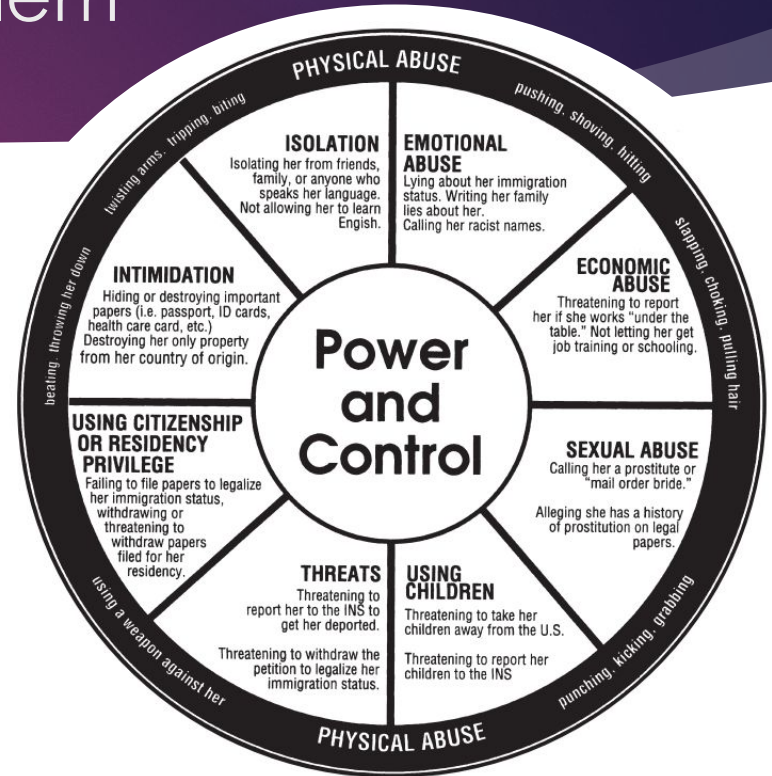 PHYSICAL ABUSE
pushing, shoving, hitting
slapping, choking, pulling hair
punching, kicking, grabbing
PHYSICAL ABUSE
using a weapon against her
beating, throwing her down
twisting arms, tripping, biting
ISOLATION
Isolating her from friends,
family, or anyone who
speaks her language.
Not allowing her to learn
Engish.
EMOTIONAL
ABUSE
Lying about her immigration
status. Writing her family
lies about her.
Calling her racist names.
ECONOMIC
ABUSE
Threatening to report
her if she works “under the
table.” Not letting her get
job training or schooling.
SEXUAL ABUSE
Calling her a prostitute or
“mail order bride.”
Alleging she has a history
of prostitution on legal
papers.
USING
CHILDREN
Threatening to take her
children away from the U.S.
Threatening to report her
children to the INS
THREATS
Threatening to
report her to the INS to
get her deported.
Threatening to withdraw the
petition to legalize her
immigration status.
USING CITIZENSHIP
OR RESIDENCY
PRIVILEGE
Failing to file papers to legalize
her immigration status,
withdrawing or
threatening to
withdraw papers
filed for her
residency.
INTIMIDATION
Hiding or destroying important
papers (i.e. passport, ID cards,
health care card, etc.)
Destroying her only property
from her country of origin.
Power
and
Control